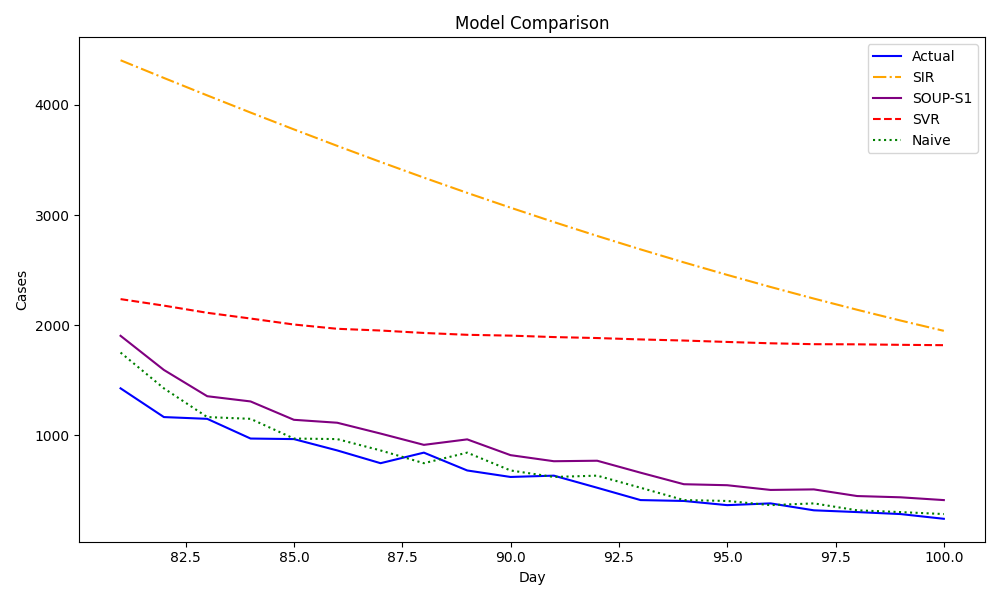 Model Comparison
Actual
SIR
SOUP-S1
SVR
Naive
4000
3000
2000
1000
Cases
82.5 85.0 87.5 90.0 92.5 95.0 97.5 100.0
Day